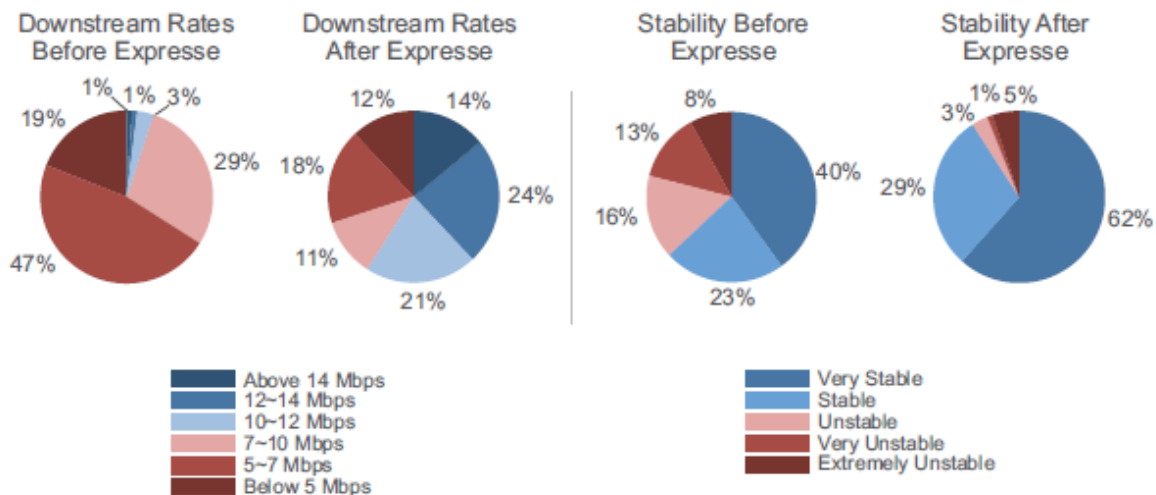 Downstream Rates
Before Expresse
1%
1%
3%
19%
29%
47%
Downstream Rates
After Expresse
12%
14%
18%
24%
11%
21%
Stability Before
Expresse
8%
13%
40%
16%
23%
Stability After
Expresse
1%
5%
3%
29%
62%
Above 14 Mbps
12~14 Mbps
10~12 Mbps
7~10 Mbps
5~7 Mbps
Below 5 Mbps
Very Stable
Stable
Unstable
Very Unstable
Extremely Unstable